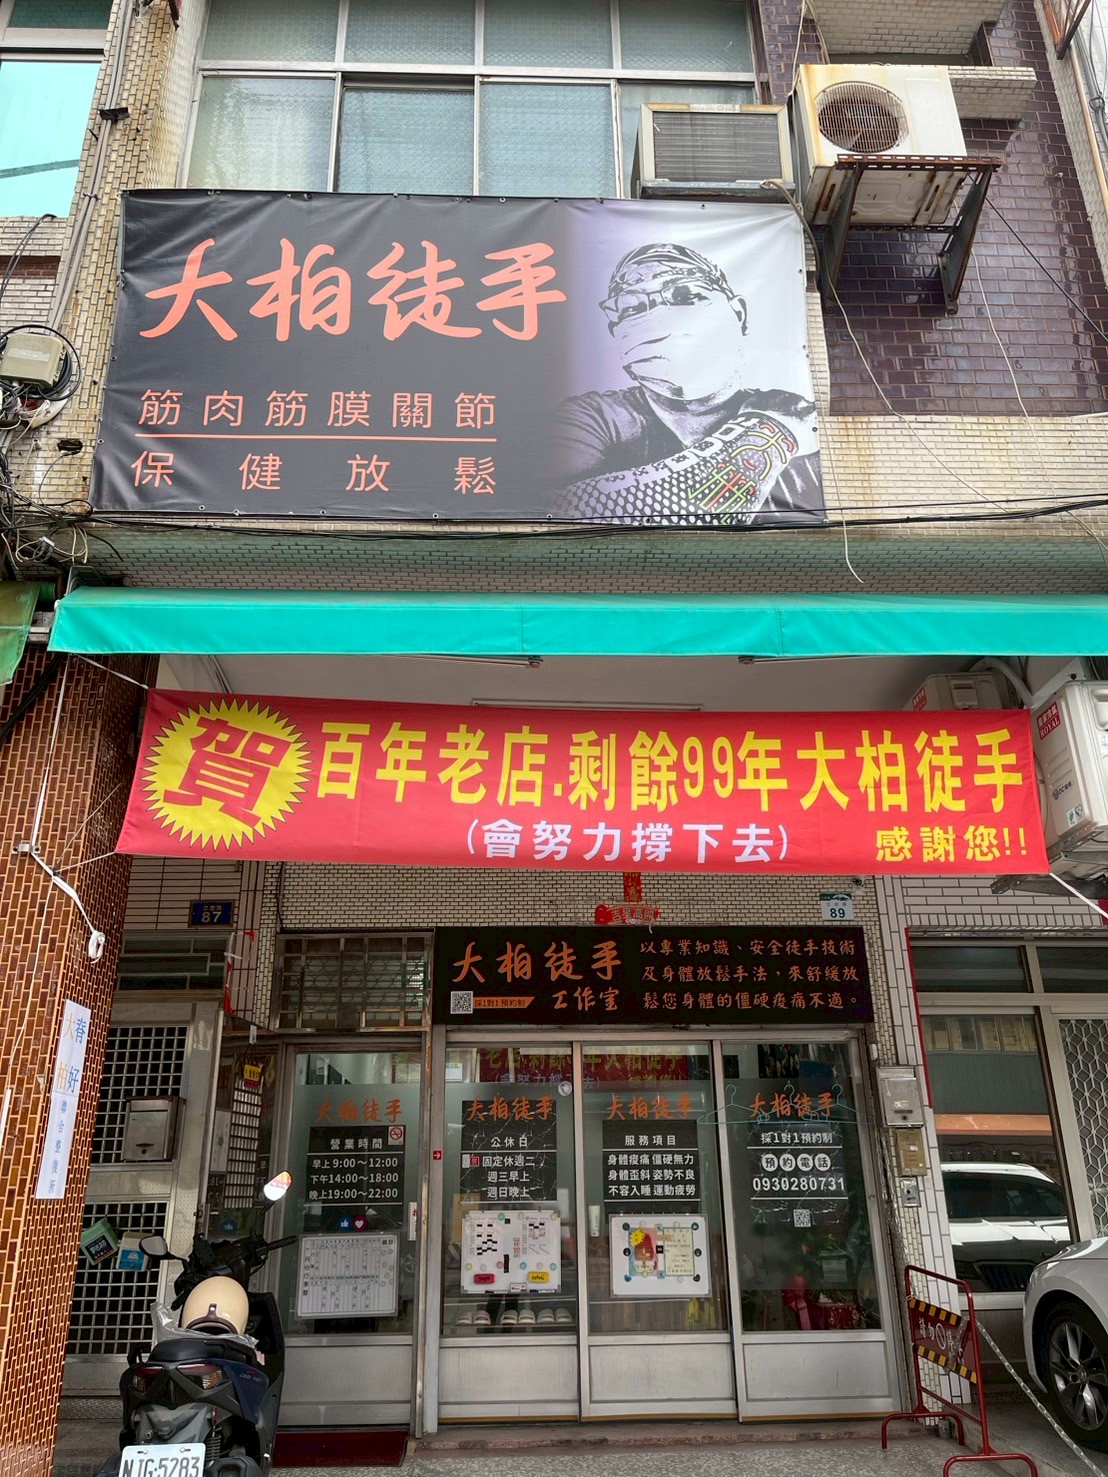 大柏徒手
筋肉筋膜關節
保健放鬆
賀
百年老店.剩餘99年大柏徒手
(會努力撐下去)
感謝您!!
87
89
大柏徒手
工作室
採1對1預約制
以專業知識、安全徒手技術
及身體放鬆手法，來舒緩放
鬆您身體的僵硬痠痛不適。
大柏徒手
營業時間
早上9:00~12:00
下午14:00~18:00
晚上19:00~22:00
大柏徒手
公休日
固定休週二
週三早上
週日晚上
大柏徒手
服務項目
身體痠痛 僵硬無力
身體歪斜 姿勢不良
不容入睡 運動疲勞
大柏徒手
採1對1預約制
預約電話
0930280731
ROYAL
NJG-5283